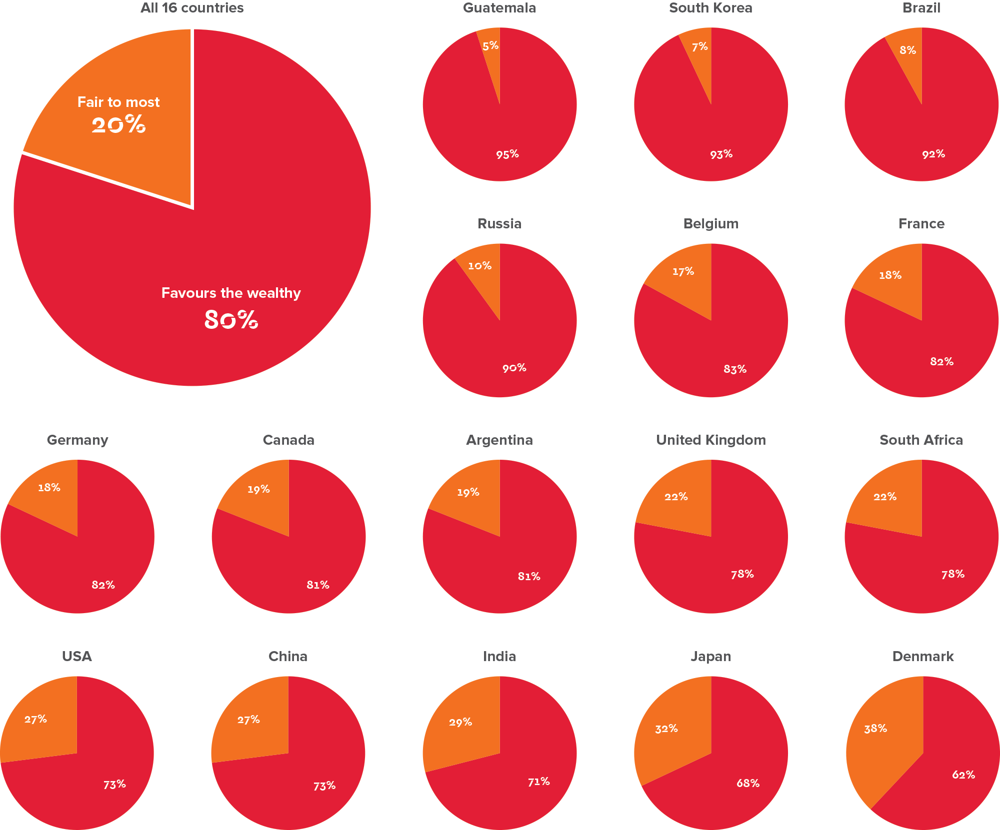 All 16 countries
Fair to most
20%
Favours the wealthy
80%
Guatemala
5%
95%
South Korea
7%
93%
Brazil
8%
92%
Russia
10%
90%
Belgium
17%
83%
France
18%
82%
Germany
18%
82%
Canada
19%
81%
Argentina
19%
81%
United Kingdom
22%
78%
South Africa
22%
78%
USA
27%
73%
China
27%
73%
India
29%
71%
Japan
32%
68%
Denmark
38%
62%